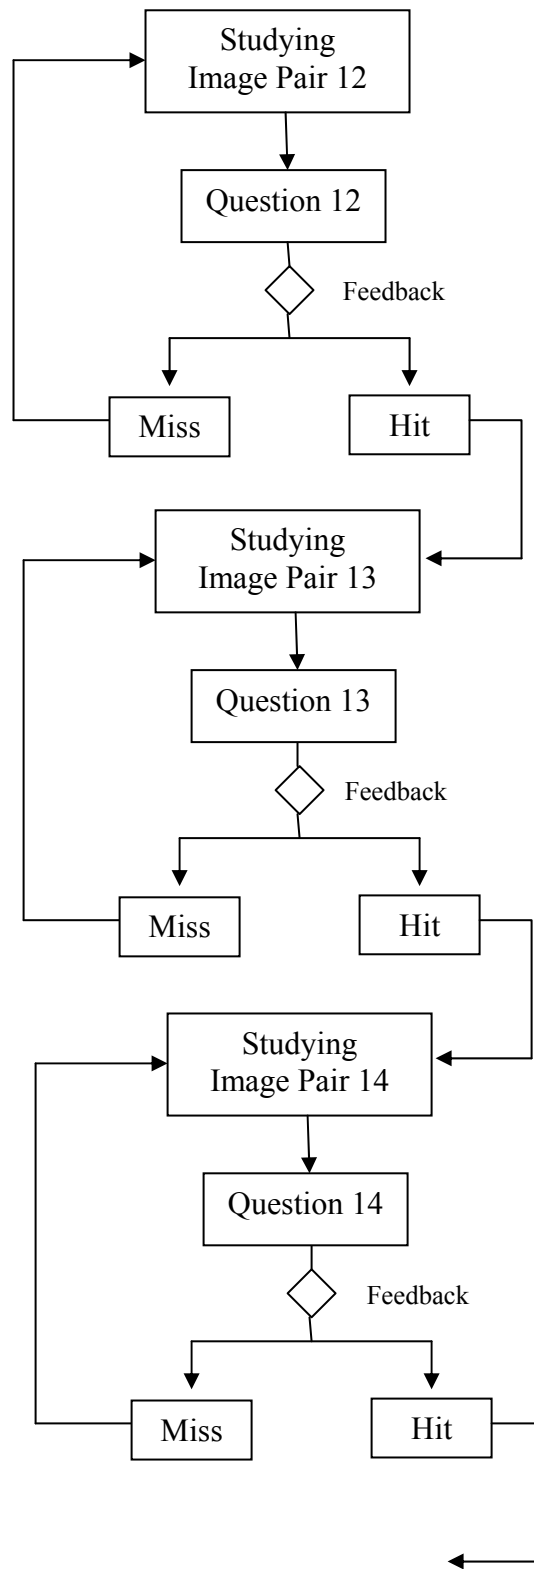 Studying
Image Pair 12
Question 12
Feedback
Miss
Hit
Studying
Image Pair 13
Question 13
Feedback
Miss
Hit
Studying
Image Pair 14
Question 14
Feedback
Miss
Hit